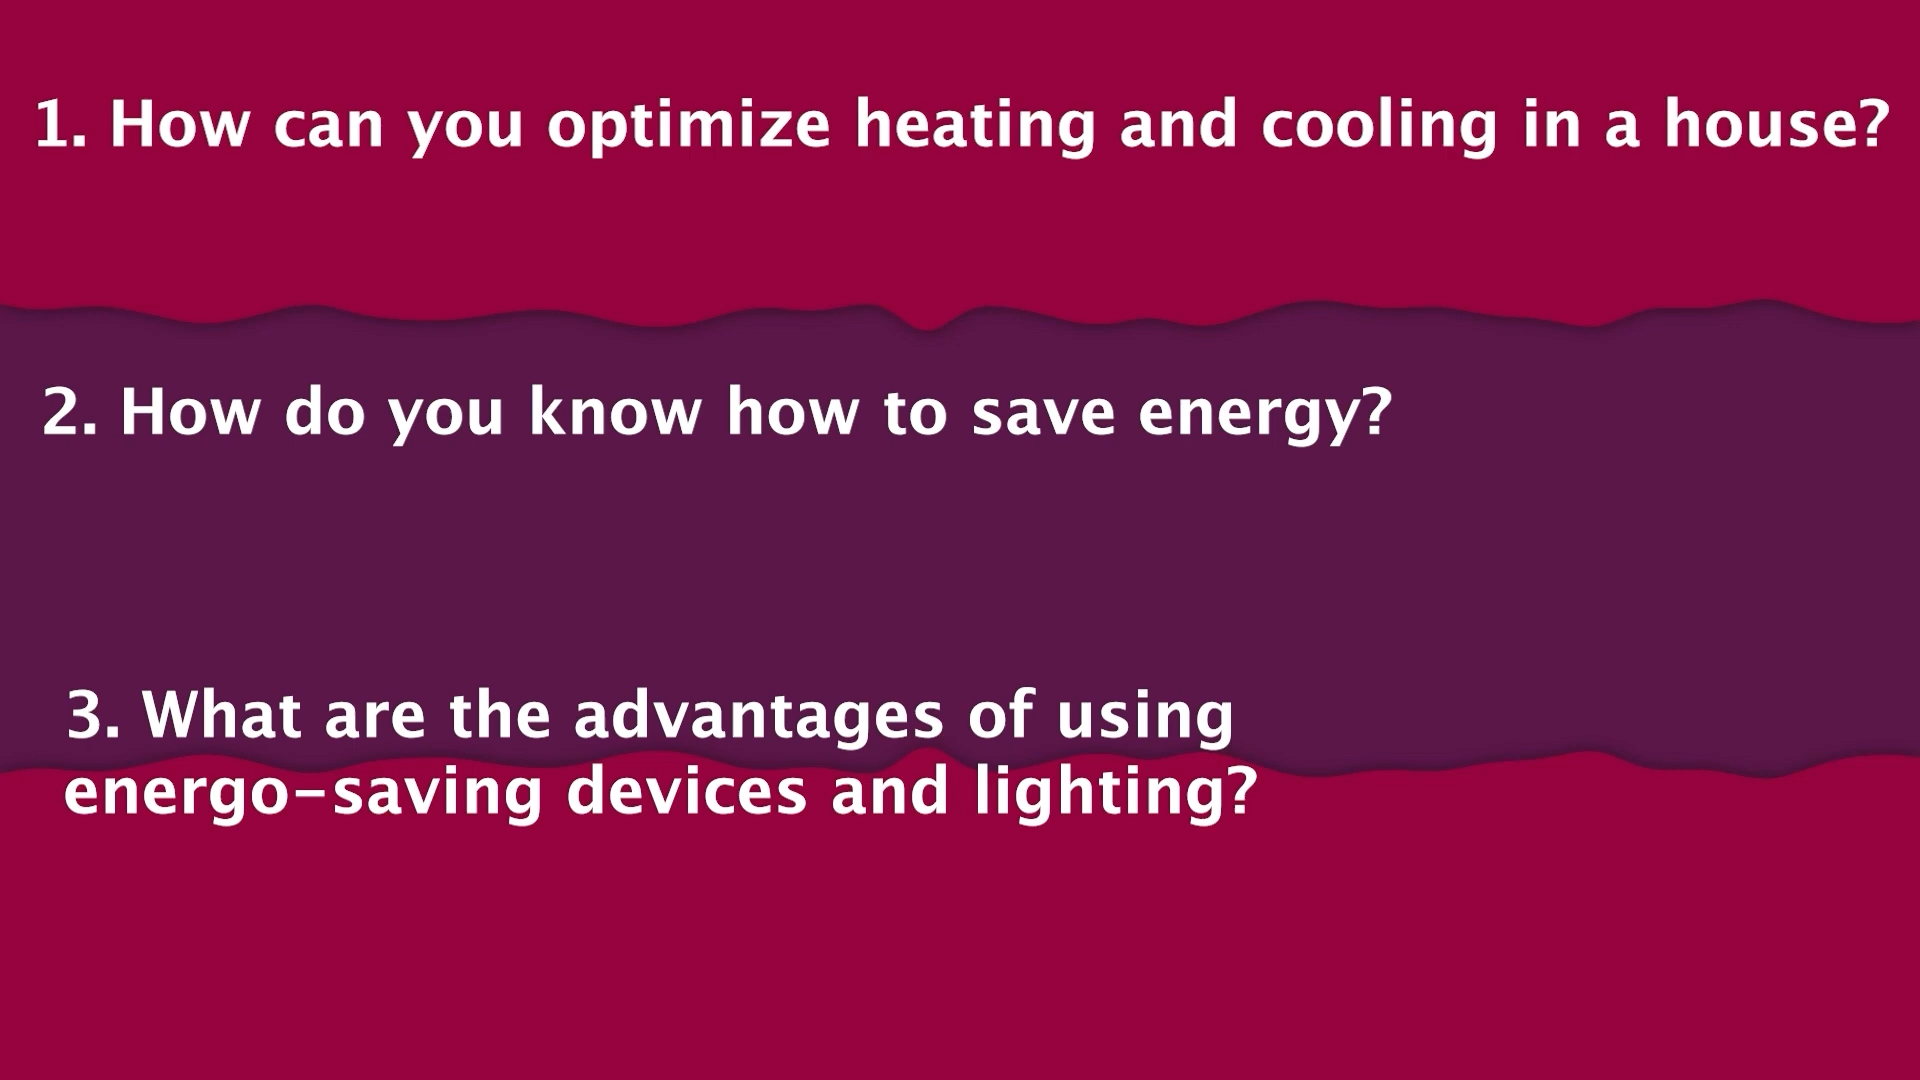 1. How can you optimize heating and cooling in a house?
2. How do you know how to save energy?
3. What are the advantages of using
energo-saving devices and lighting?